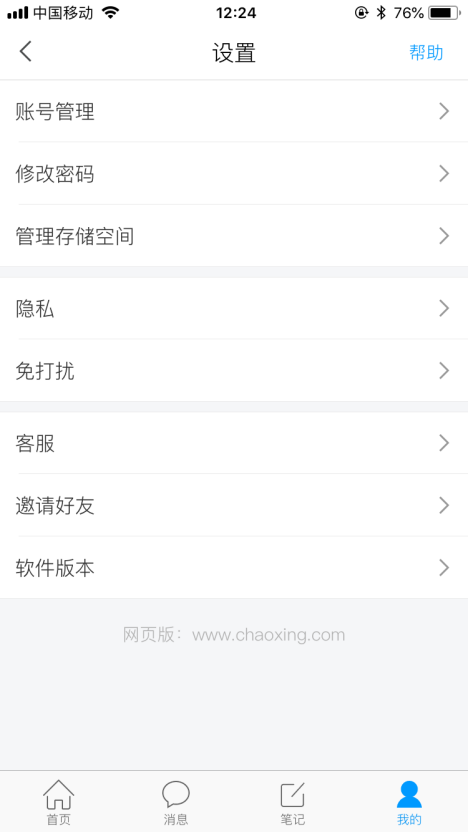 中国移动 12:24 76%
设置 帮助
账号管理
修改密码
管理存储空间
隐私
免打扰
客服
邀请好友
软件版本
网页版：www.chaoxing.com
首页 消息 笔记 我的